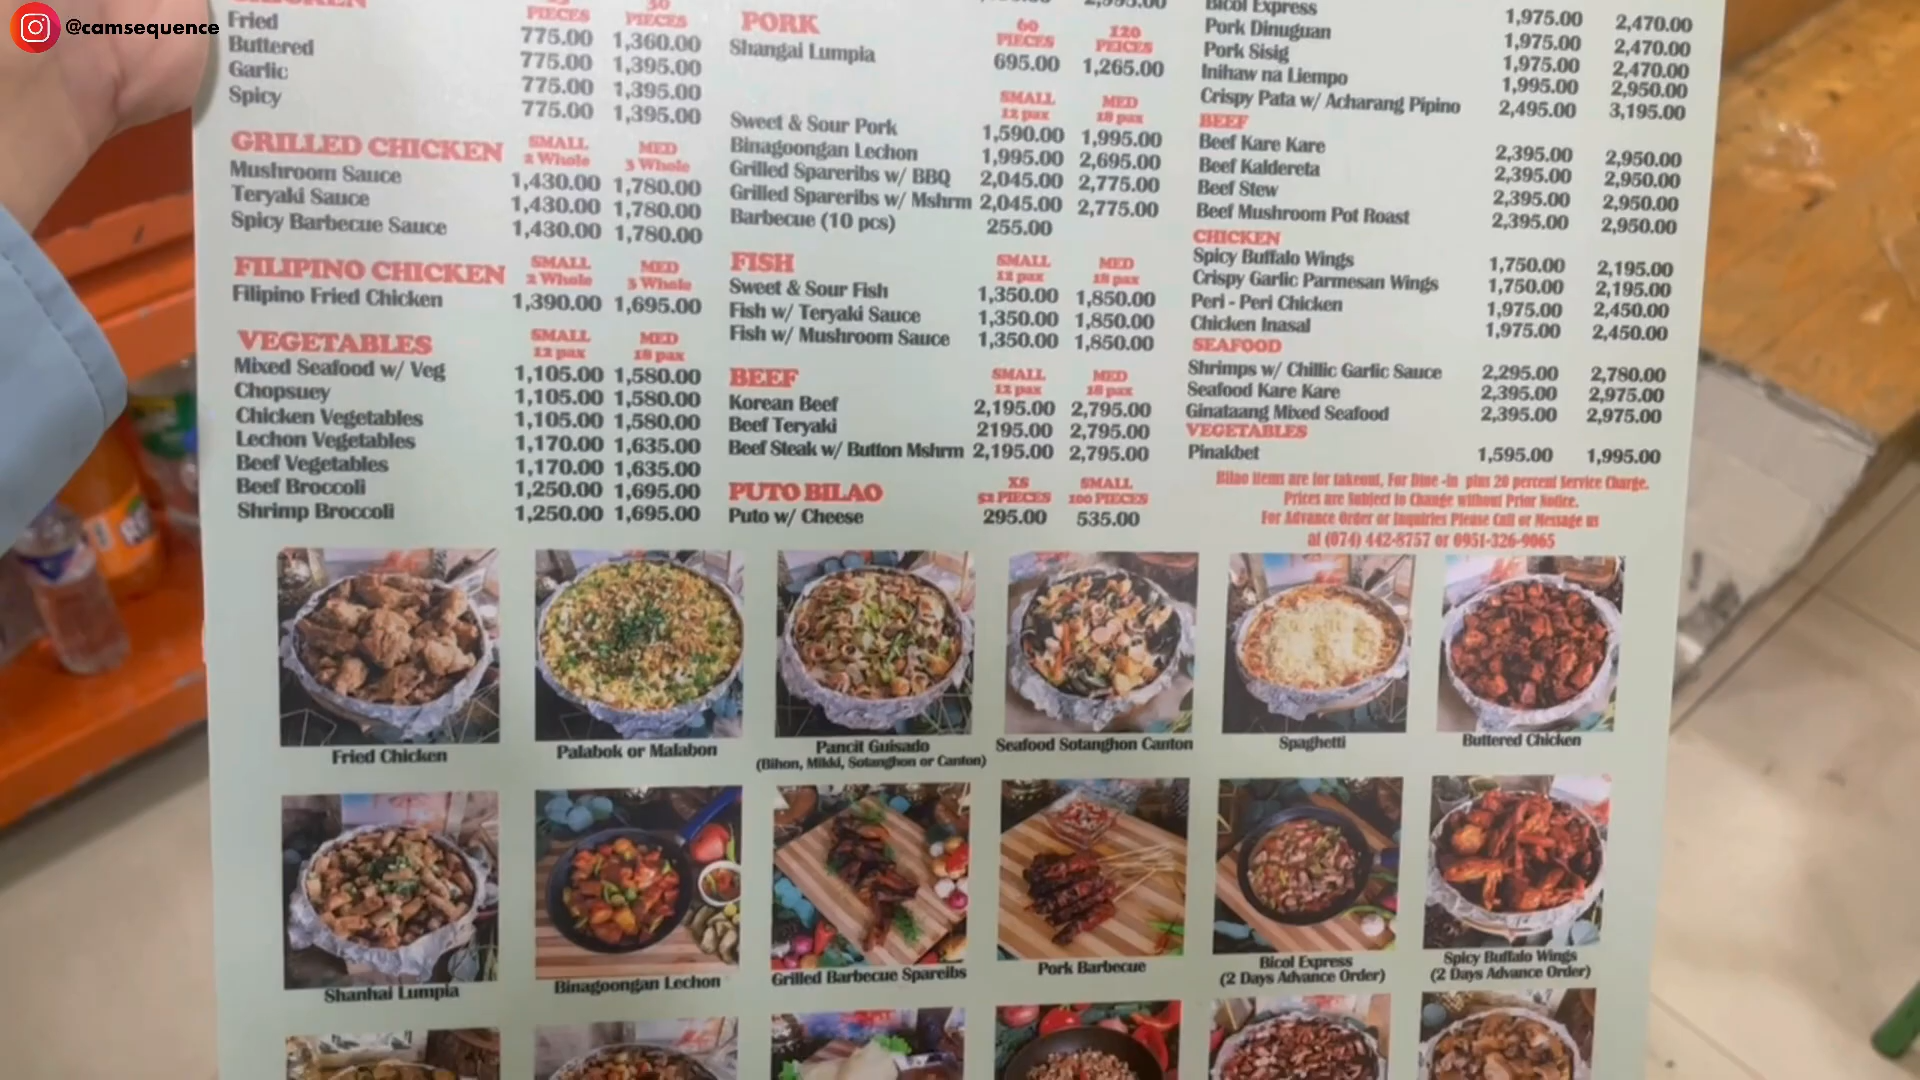 @camsequence
CHICKEN
PIECES
30 PIECES
Fried 775.00 1,360.00
Buttered 775.00 1,395.00
Garlic 775.00 1,395.00
Spicy 775.00 1,395.00
GRILLED CHICKEN
SMALL MED
2 Whole 3 Whole
Mushroom Sauce 1,430.00 1,780.00
Teryaki Sauce 1,430.00 1,780.00
Spicy Barbecue Sauce 1,430.00 1,780.00
FILIPINO CHICKEN
SMALL MED
2 Whole 3 Whole
Filipino Fried Chicken 1,390.00 1,695.00
VEGETABLES
SMALL MED
12 pax 18 pax
Mixed Seafood w/ Veg 1,105.00 1,580.00
Chopsuey 1,105.00 1,580.00
Chicken Vegetables 1,105.00 1,580.00
Lechon Vegetables 1,170.00 1,635.00
Beef Vegetables 1,170.00 1,635.00
Beef Broccoli 1,250.00 1,695.00
Shrimp Broccoli 1,250.00 1,695.00
PORK
60 120
PIECES PEICES
Shangai Lumpia 695.00 1,265.00
SMALL MED
12 pax 18 pax
Sweet & Sour Pork 1,590.00 1,995.00
Binagoongan Lechon 1,995.00 2,695.00
Grilled Spareribs w/ BBQ 2,045.00 2,775.00
Grilled Spareribs w/ Mshrm 2,045.00 2,775.00
Barbecue (10 pcs) 255.00
FISH
SMALL MED
12 pax 18 pax
Sweet & Sour Fish 1,350.00 1,850.00
Fish w/ Teryaki Sauce 1,350.00 1,850.00
Fish w/ Mushroom Sauce 1,350.00 1,850.00
BEEF
SMALL MED
12 pax 18 pax
Korean Beef 2,195.00 2,795.00
Beef Teryaki 2195.00 2,795.00
Beef Steak w/ Button Mshrm 2,195.00 2,795.00
PUTO BILAO
XS SMALL
52 PIECES 100 PIECES
Puto w/ Cheese 295.00 535.00
Bicol Express 1,975.00 2,470.00
Pork Dinuguan 1,975.00 2,470.00
Pork Sisig 1,975.00 2,470.00
Inihaw na Liempo 1,995.00 2,950.00
Crispy Pata w/ Acharang Pipino 2,495.00 3,195.00
BEEF
Beef Kare Kare 2,395.00 2,950.00
Beef Kaldereta 2,395.00 2,950.00
Beef Stew 2,395.00 2,950.00
Beef Mushroom Pot Roast 2,395.00 2,950.00
CHICKEN
Spicy Buffalo Wings 1,750.00 2,195.00
Crispy Garlic Parmesan Wings 1,750.00 2,195.00
Peri - Peri Chicken 1,975.00 2,450.00
Chicken Inasal 1,975.00 2,450.00
SEAFOOD
Shrimps w/ Chillic Garlic Sauce 2,295.00 2,780.00
Seafood Kare Kare 2,395.00 2,975.00
Ginataang Mixed Seafood 2,395.00 2,975.00
VEGETABLES
Pinakbet 1,595.00 1,995.00
Bilao items are for takeout, For Dine -in plus 20 percent Service Charge.
Prices are Subject to Change without Prior Notice.
For Advance Order or Inquiries Please Call or Message us
at (074) 442-8757 or 0951-326-9065
Fried Chicken
Palabok or Malabon
Pancit Guisado
(Bihon, Mikki, Sotanghon or Canton)
Seafood Sotanghon Canton
Spaghetti
Buttered Chicken
Shanhai Lumpia
Binagoongan Lechon
Grilled Barbecue Spareibs
Pork Barbecue
Bicol Express
(2 Days Advance Order)
Spicy Buffalo Wings
(2 Days Advance Order)